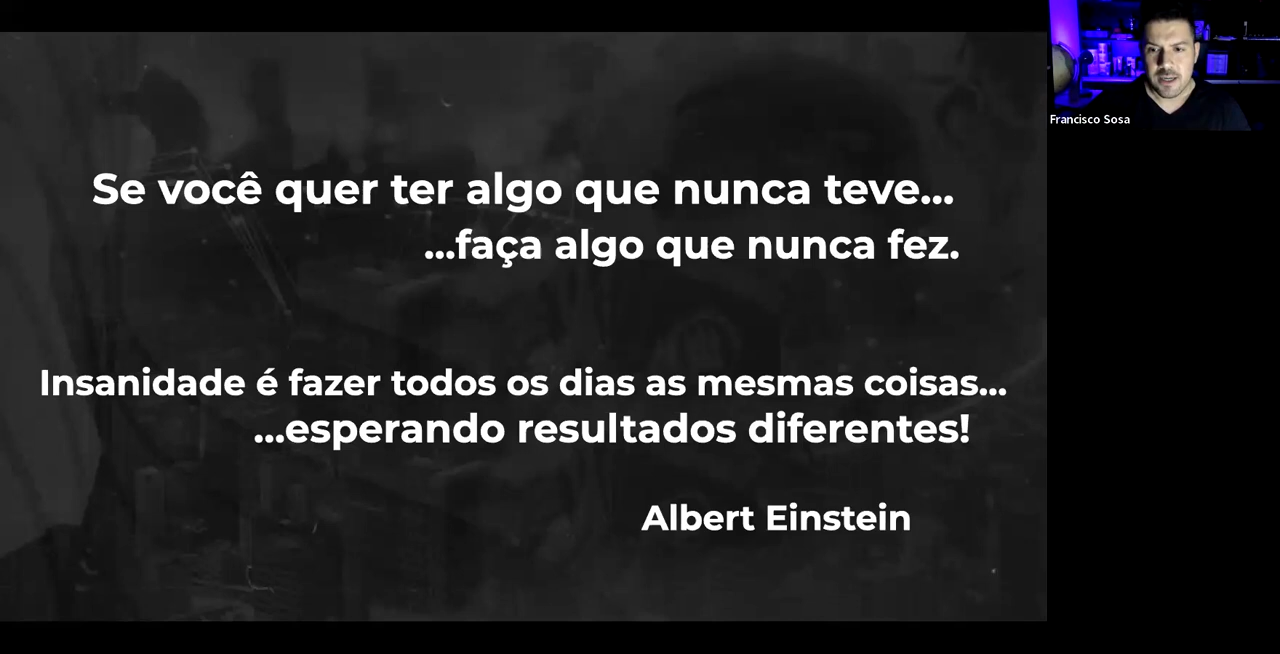 Francisco Sosa
Se você quer ter algo que nunca teve...
...faça algo que nunca fez.
Insanidade é fazer todos os dias as mesmas coisas...
...esperando resultados diferentes!
Albert Einstein